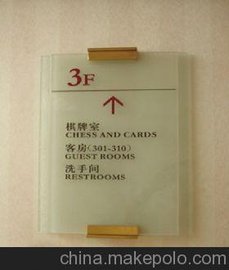 3F
棋牌室
CHESS AND CARDS
客房(301-310)
GUEST ROOMS
洗手间
RESTROOMS
china.makepolo.com